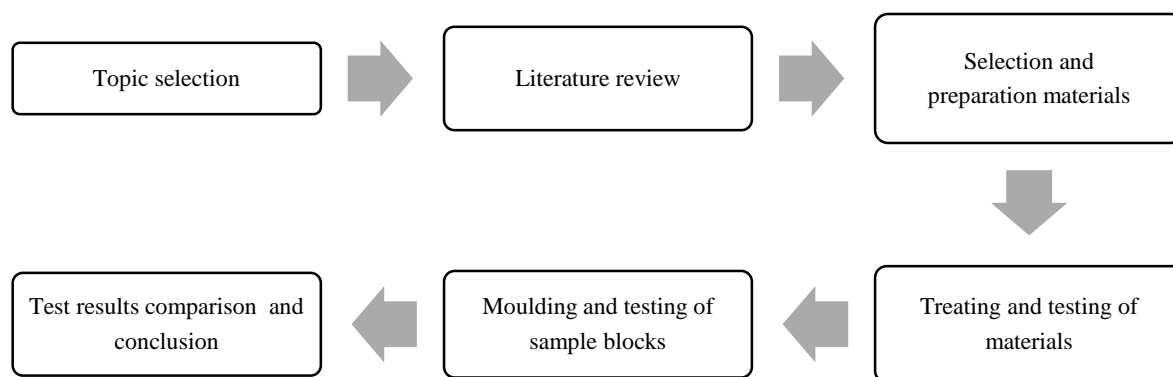 Topic selection
Literature review
Selection and
preparation materials
Treating and testing of
materials
Moulding and testing of
sample blocks
Test results comparison  and
conclusion